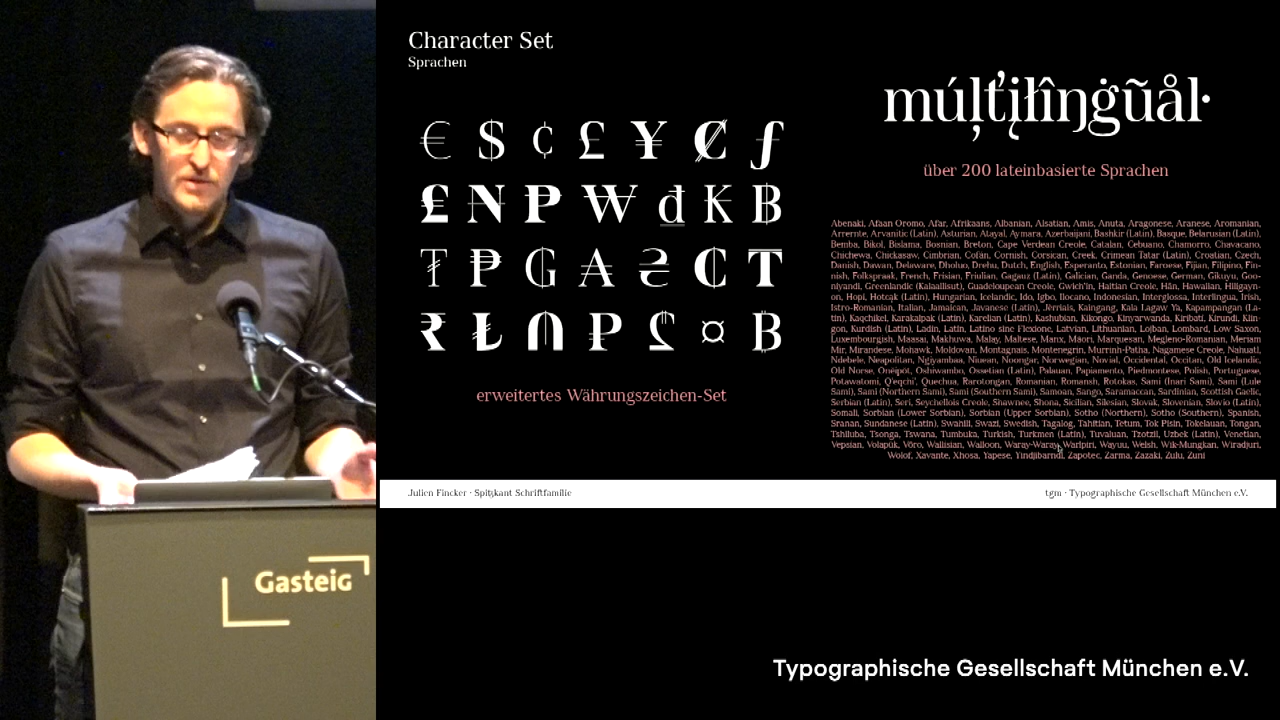 Character Set
Sprachen
€ $ ¢ £ ¥ ₡ ƒ
₤ ₦ ₱ ₩ ₫ ₭ ฿
₮ ₽ ₲ ₳ ₴ ₵ ₸
₹ ₺ ₼ ₽ ¤ ₿
múļťįłîŋġũål·
über 200 lateinbasierte Sprachen
erweitertes Währungszeichen-Set
Abenaki, Afaan Oromo, Afar, Afrikaans, Albanian, Alsatian, Amis, Anuta, Aragonese, Aranese, Aromanian,
Arrernte, Arvanitic (Latin), Asturian, Atayal, Aymara, Azerbaijani, Bashkir (Latin), Basque, Belarusian (Latin),
Bemba, Bikol, Bislama, Bosnian, Breton, Cape Verdean Creole, Catalan, Cebuano, Chamorro, Chavacano,
Chichewa, Chickasaw, Cimbrian, Cofán, Cornish, Corsican, Creek, Crimean Tatar (Latin), Croatian, Czech,
Danish, Dawan, Delaware, Dholuo, Drehu, Dutch, English, Esperanto, Estonian, Faroese, Fijian, Filipino, Fin-
nish, Folkspraak, French, Frisian, Friulian, Gagauz (Latin), Galician, Ganda, Genoese, German, Gikuyu, Goo-
niyandi, Greenlandic (Kalaallisut), Guadeloupean Creole, Gwich'in, Haitian Creole, Hän, Hawaiian, Hiligayn-
on, Hopi, Hotcąk (Latin), Hungarian, Icelandic, Ido, Igbo, Ilocano, Indonesian, Interglossa, Interlingua, Irish,
Istro-Romanian, Italian, Jamaican, Javanese (Latin), Jèrriais, Kaingang, Kala Lagaw Ya, Kapampangan (La-
tin), Kaqchikel, Karakalpak (Latin), Karelian (Latin), Kashubian, Kikongo, Kinyarwanda, Kiribati, Kirundi, Klin-
gon, Kurdish (Latin), Ladin, Latin, Latino sine Flexione, Latvian, Lithuanian, Lojban, Lombard, Low Saxon,
Luxembourgish, Maasai, Makhuwa, Malay, Maltese, Manx, Māori, Marquesan, Megleno-Romanian, Meriam
Mir, Mirandese, Mohawk, Moldovan, Montagnais, Montenegrin, Murrinh-Patha, Nagamese Creole, Nahuatl,
Ndebele, Neapolitan, Ngiyambaa, Niuean, Noongar, Norwegian, Novial, Occidental, Occitan, Old Icelandic,
Old Norse, Onëipöt, Oshiwambo, Ossetian (Latin), Palauan, Papiamento, Piedmontese, Polish, Portuguese,
Potawatomi, Q'eqchi', Quechua, Rarotongan, Romanian, Romansh, Rotokas, Sami (Inari Sami), Sami (Lule
Sami), Sami (Northern Sami), Sami (Southern Sami), Samoan, Sango, Saramaccan, Sardinian, Scottish Gaelic,
Serbian (Latin), Seri, Seychellois Creole, Shawnee, Shona, Sicilian, Silesian, Slovak, Slovenian, Slovio (Latin),
Somali, Sorbian (Lower Sorbian), Sorbian (Upper Sorbian), Sotho (Northern), Sotho (Southern), Spanish,
Sranan, Sundanese (Latin), Swahili, Swazi, Swedish, Tagalog, Tahitian, Tetum, Tok Pisin, Tokelauan, Tongan,
Tshiluba, Tsonga, Tswana, Tumbuka, Turkish, Turkmen (Latin), Tuvaluan, Tzotzil, Uzbek (Latin), Venetian,
Vepsian, Volapük, Võro, Wallisian, Walloon, Waray-Waray, Warlpiri, Wayuu, Welsh, Wik-Mungkan, Wiradjuri,
Wolof, Xavante, Xhosa, Yapese, Yindjibarndi, Zapotec, Zarma, Zazaki, Zulu, Zuni
Julien Fincker · Spitzkant Schriftfamilie
tgm · Typographische Gesellschaft München e.V.
Gasteig
Typographische Gesellschaft München e.V.